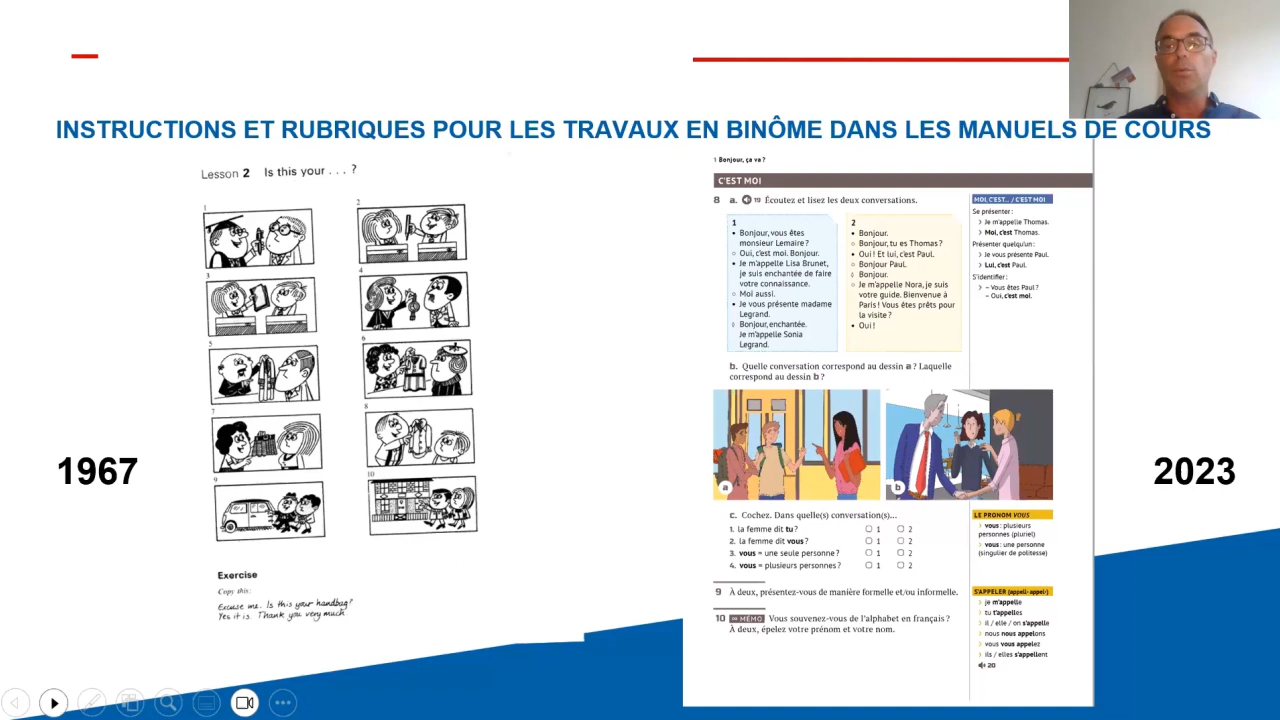 INSTRUCTIONS ET RUBRIQUES POUR LES TRAVAUX EN BINÔME DANS LES MANUELS DE COURS
Lesson 2 Is this your . . . ?
1
2
3
4
5
6
7
8
9
10
Exercise
Copy this:
Excuse me. Is this your handbag?
Yes it is. Thank you very much.
1967
1 Bonjour, ça va ?
C'EST MOI
8 a. 19 Écoutez et lisez les deux conversations.
1
• Bonjour, vous êtes
monsieur Lemaire ?
○ Oui, c'est moi. Bonjour.
• Je m'appelle Lisa Brunet,
je suis enchantée de faire
votre connaissance.
○ Moi aussi.
• Je vous présente madame
Legrand.
◊ Bonjour, enchantée.
Je m'appelle Sonia
Legrand.
2
• Bonjour.
○ Bonjour, tu es Thomas ?
• Oui ! Et lui, c'est Paul.
○ Bonjour Paul.
◊ Bonjour.
○ Je m'appelle Nora, je suis
votre guide. Bienvenue à
Paris ! Vous êtes prêts pour
la visite ?
• Oui !
b. Quelle conversation correspond au dessin a ? Laquelle
correspond au dessin b ?
a
b
c. Cochez. Dans quelle(s) conversation(s)...
1. la femme dit tu ? 1 2
2. la femme dit vous ? 1 2
3. vous = une seule personne ? 1 2
4. vous = plusieurs personnes ? 1 2
9 À deux, présentez-vous de manière formelle et/ou informelle.
10 MÉMO Vous souvenez-vous de l'alphabet en français ?
À deux, épelez votre prénom et votre nom.
MOI, C'EST... / C'EST MOI
Se présenter :
> Je m'appelle Thomas.
> Moi, c'est Thomas.
Présenter quelqu'un :
> Je vous présente Paul.
> Lui, c'est Paul.
S'identifier :
> – Vous êtes Paul ?
– Oui, c'est moi.
LE PRONOM VOUS
> vous : plusieurs
personnes (pluriel)
> vous : une personne
(singulier de politesse)
S'APPELER (appell- appel-)
> je m'appelle
> tu t'appelles
> il / elle / on s'appelle
> nous nous appelons
> vous vous appelez
> ils / elles s'appellent
20
2023